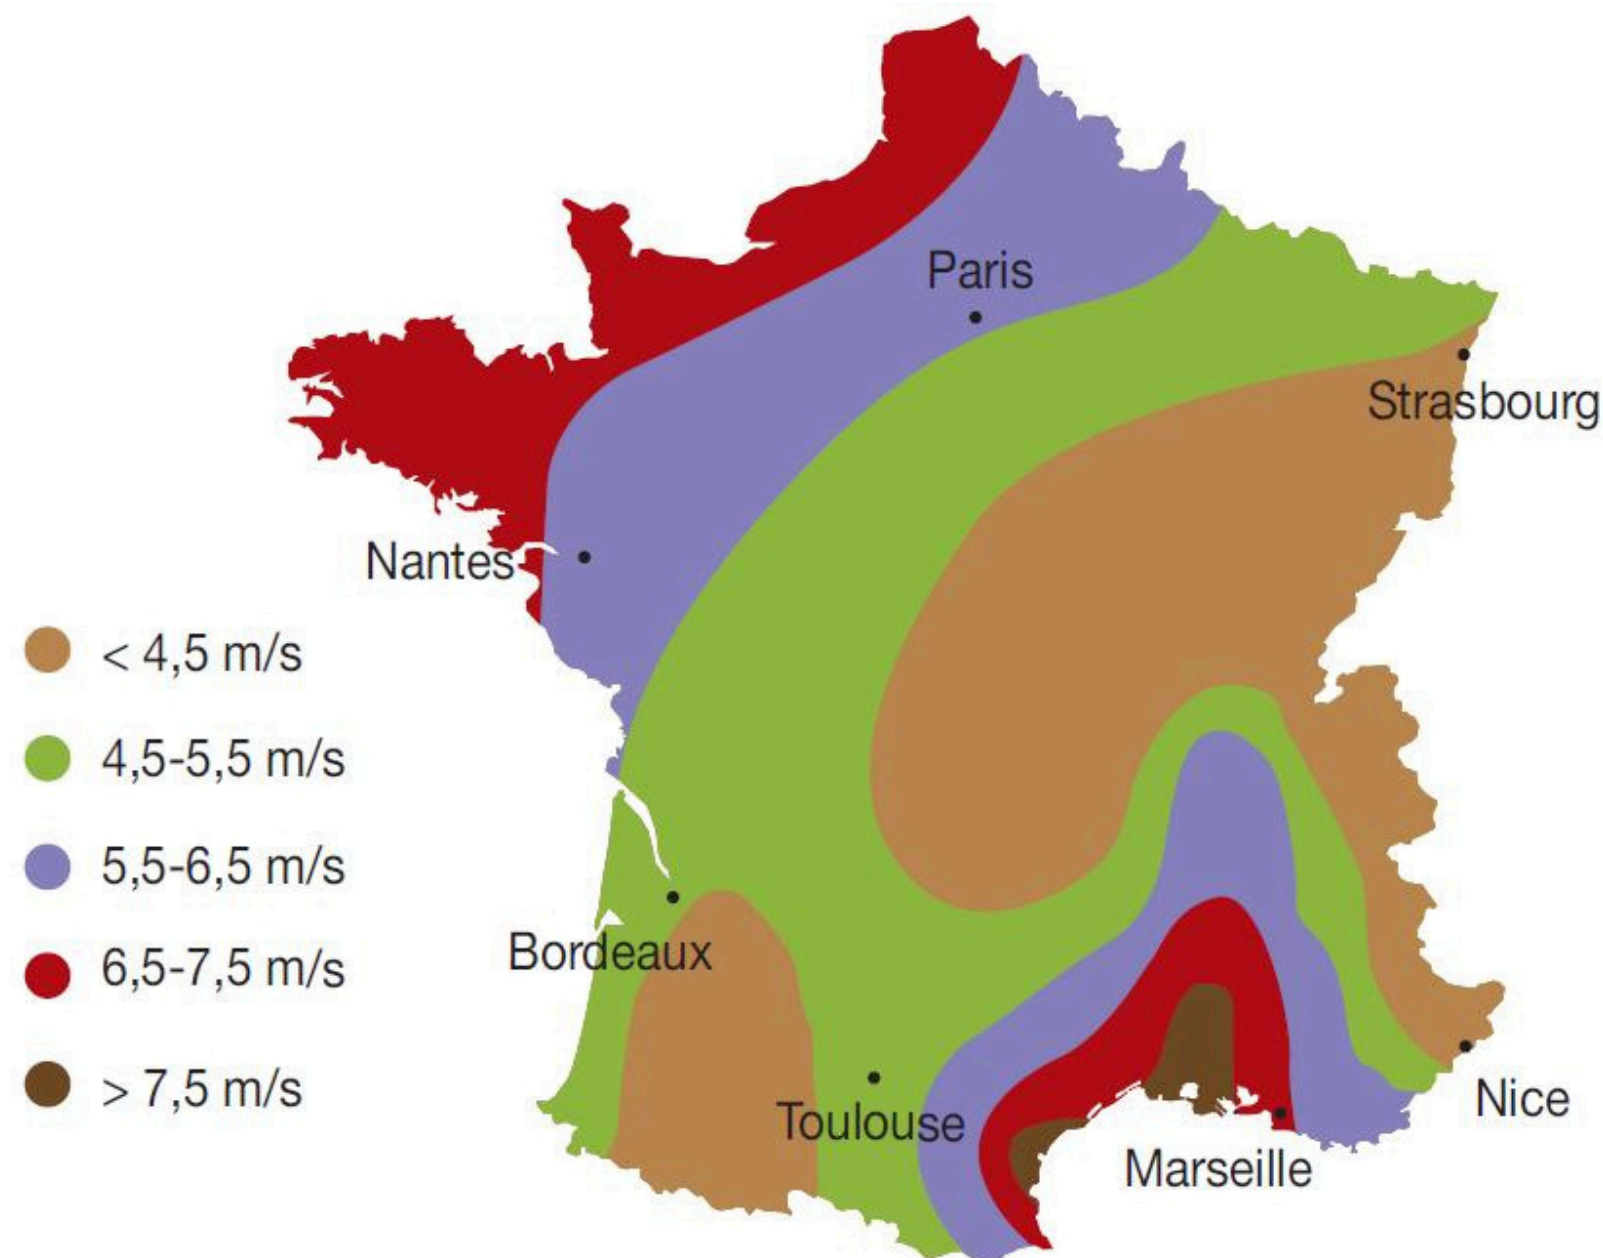 Paris
Strasbourg
Nantes
< 4,5 m/s
4,5-5,5 m/s
5,5-6,5 m/s
Bordeaux
6,5-7,5 m/s
> 7,5 m/s
Toulouse
Nice
Marseille